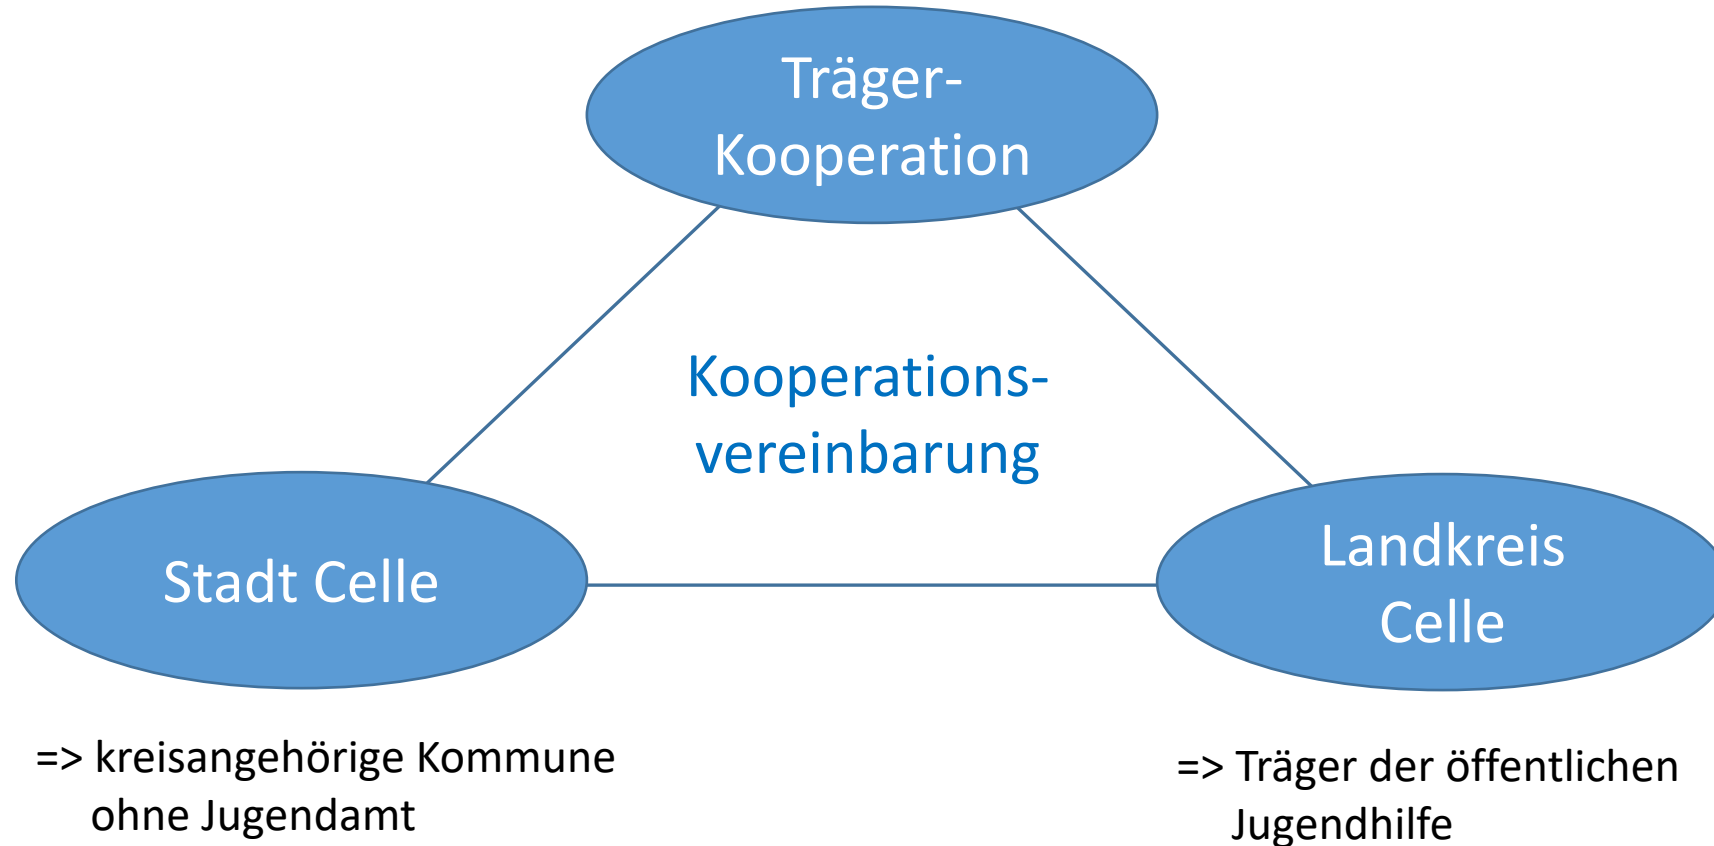 Träger-
Kooperation
Kooperations-
vereinbarung
Stadt Celle
Landkreis
Celle
=> kreisangehörige Kommune
ohne Jugendamt
=> Träger der öffentlichen
Jugendhilfe